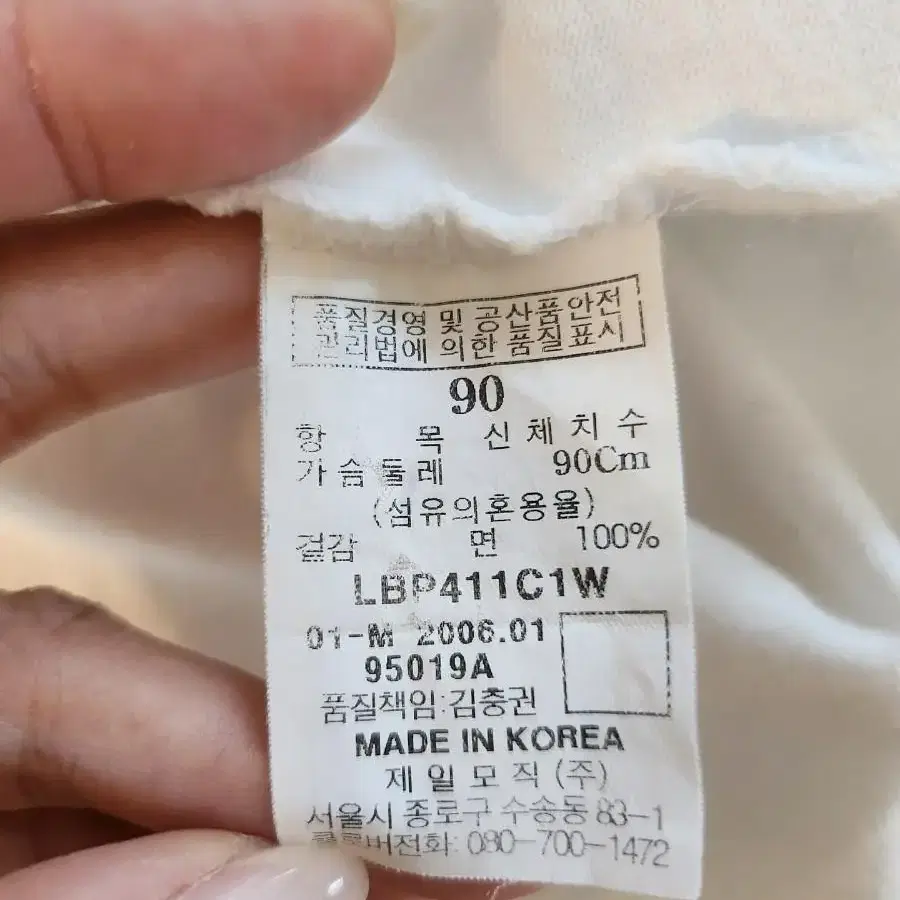 품질경영 및 공산품안전
관리법에 의한 품질표시
90
항 목 신체치수
가슴둘레 90Cm
(섬유의혼용율)
겉감 면 100%
LBP411C1W
01-M 2006.01
95019A
품질책임:김충권
MADE IN KOREA
제일모직(주)
서울시 종로구 수송동 83-1
080-700-1472